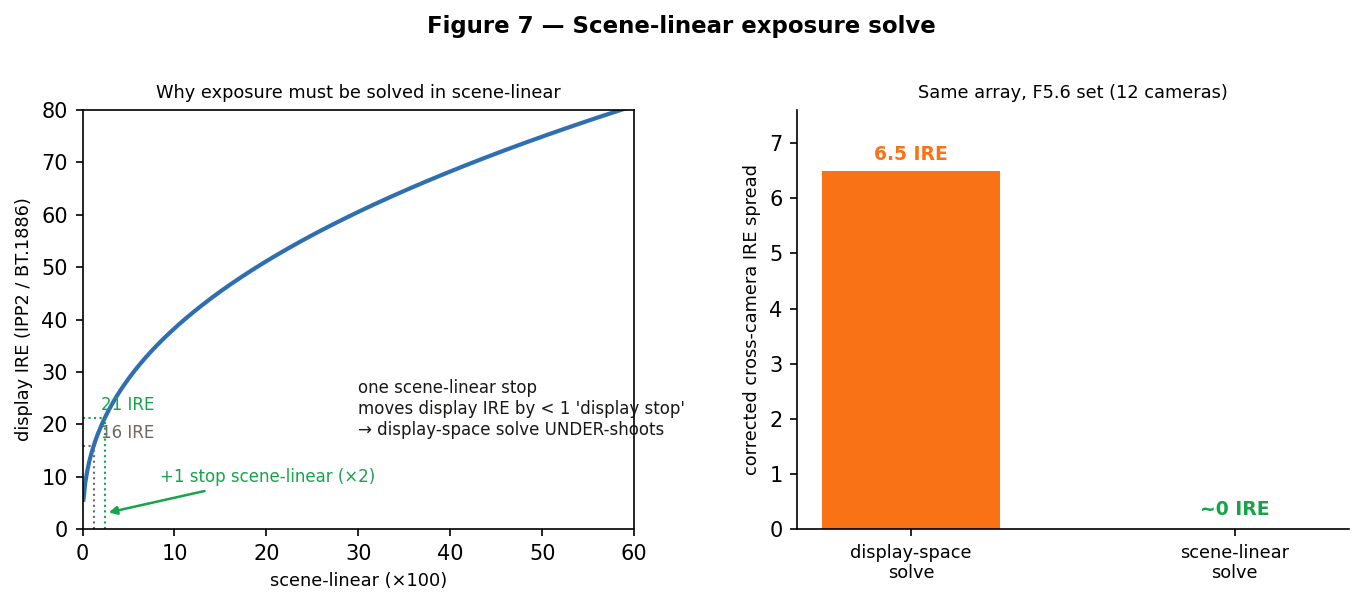 Figure 7 — Scene-linear exposure solve
Why exposure must be solved in scene-linear
display IRE (IPP2 / BT.1886)
80
70
60
50
40
30
20
10
0
21 IRE
16 IRE
one scene-linear stop
moves display IRE by < 1 'display stop'
→ display-space solve UNDER-shoots
+1 stop scene-linear (×2)
0 10 20 30 40 50 60
scene-linear (×100)
Same array, F5.6 set (12 cameras)
corrected cross-camera IRE spread
7
6
5
4
3
2
1
0
6.5 IRE
~0 IRE
display-space
solve
scene-linear
solve